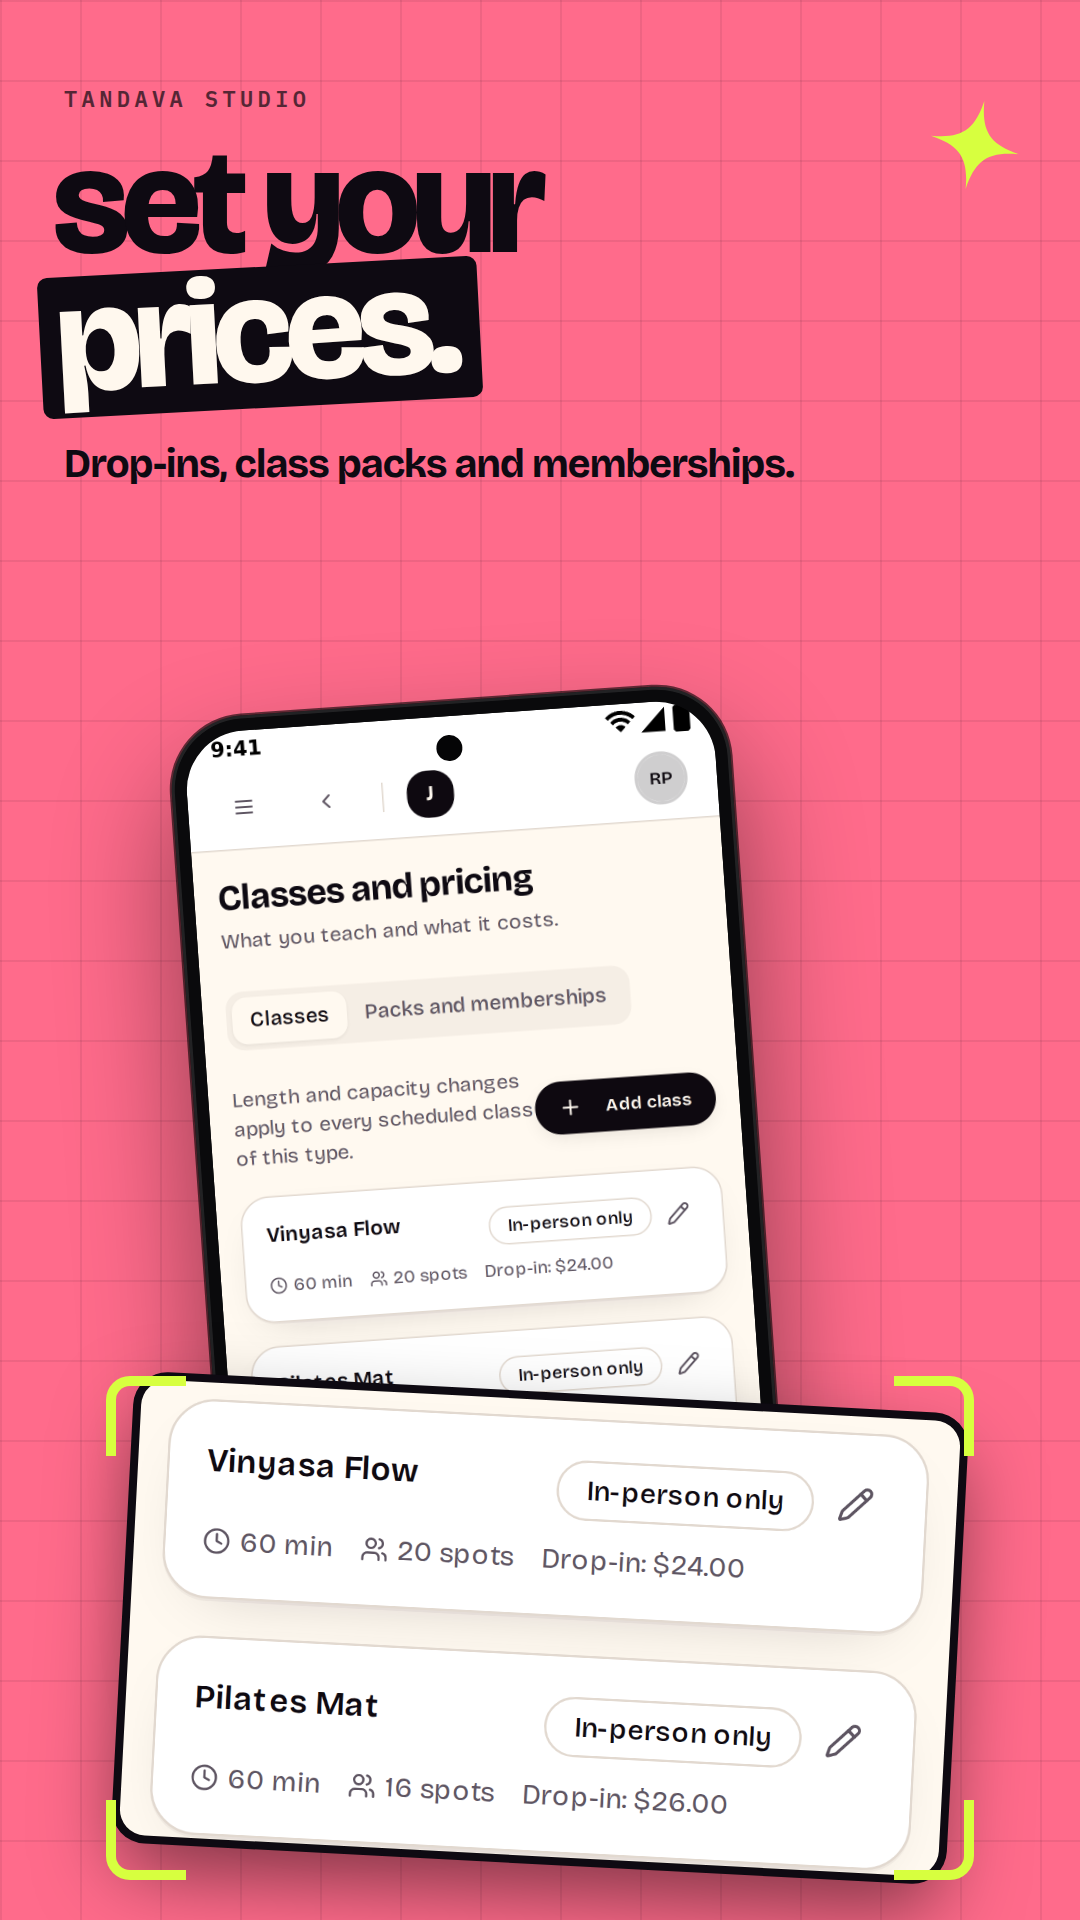 TANDAVA STUDIO
set your
prices.
Drop-ins, class packs and memberships.
9:41
J
RP
Classes and pricing
What you teach and what it costs.
Classes
Packs and memberships
Length and capacity changes
apply to every scheduled class
of this type.
Add class
Vinyasa Flow
In-person only
60 min
20 spots
Drop-in: $24.00
Pilates Mat
In-person only
Vinyasa Flow
In-person only
60 min
20 spots
Drop-in: $24.00
Pilates Mat
In-person only
60 min
16 spots
Drop-in: $26.00